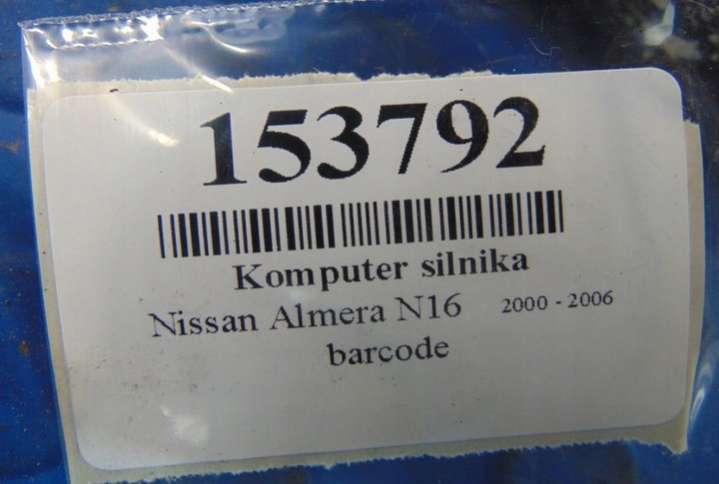 153792
Komputer silnika
Nissan Almera N16 2000 - 2006
barcode